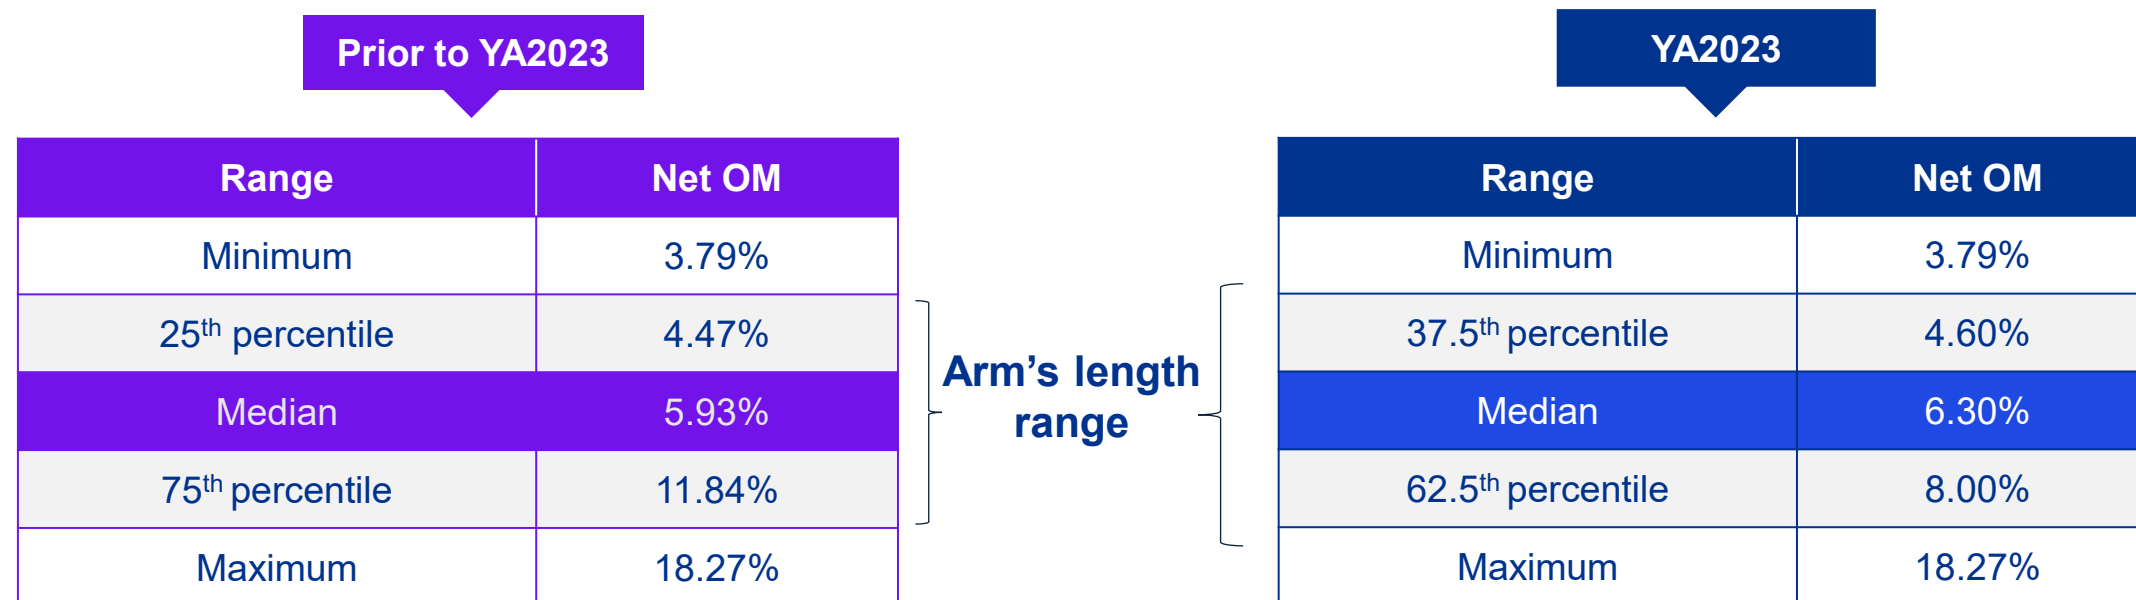 Prior to YA2023
Range Net OM
Minimum 3.79%
25th percentile 4.47%
Median 5.93%
75th percentile 11.84%
Maximum 18.27%
Arm's length
range
YA2023
Range Net OM
Minimum 3.79%
37.5th percentile 4.60%
Median 6.30%
62.5th percentile 8.00%
Maximum 18.27%